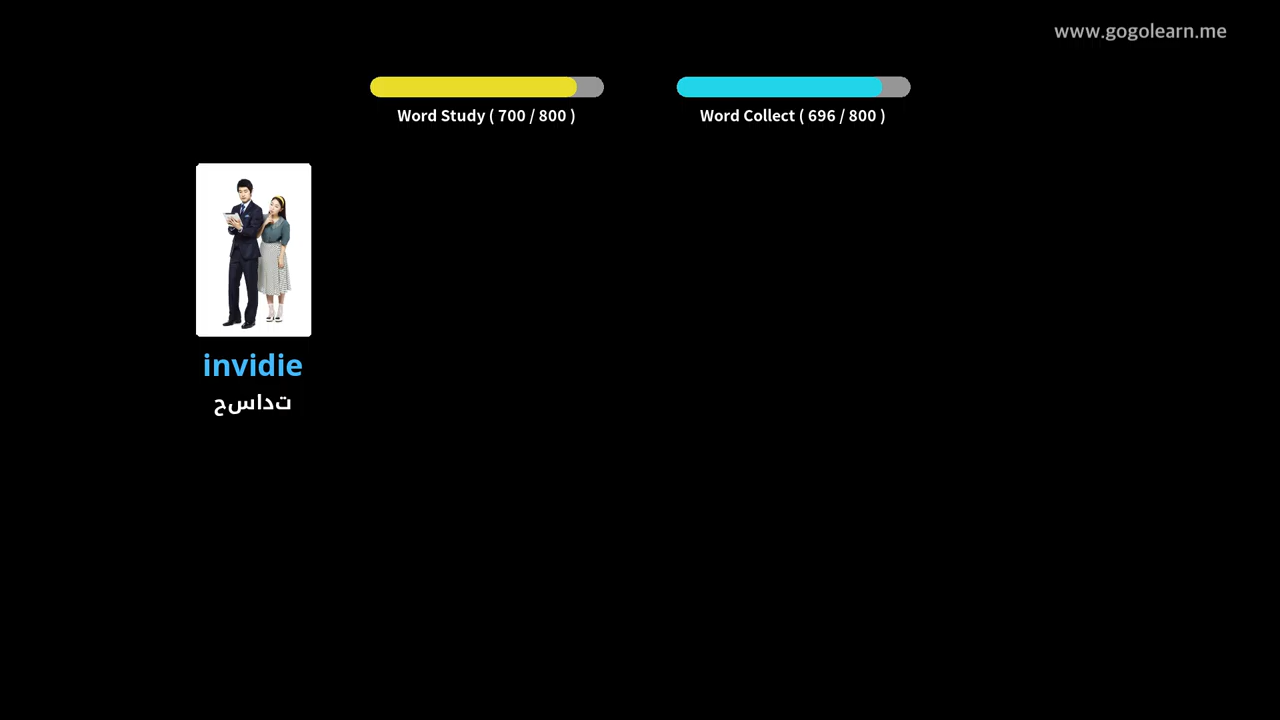 www.gogolearn.me
Word Study ( 700 / 800 )
Word Collect ( 696 / 800 )
invidie
تداسح